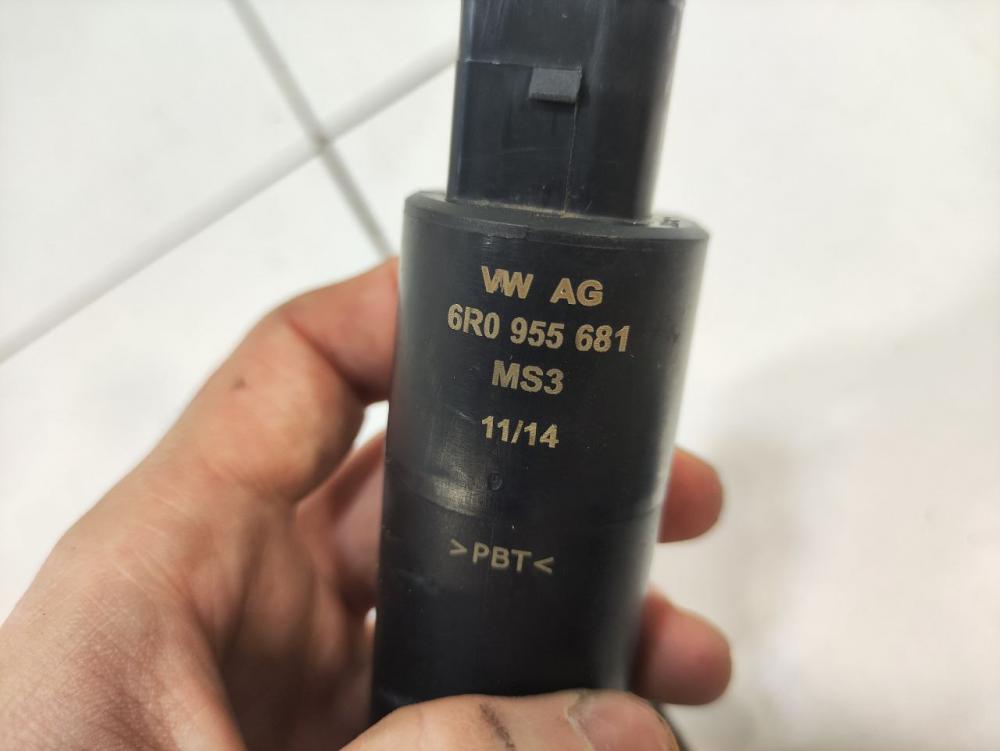 VW AG
6R0 955 681
MS3
11/14
>PBT<